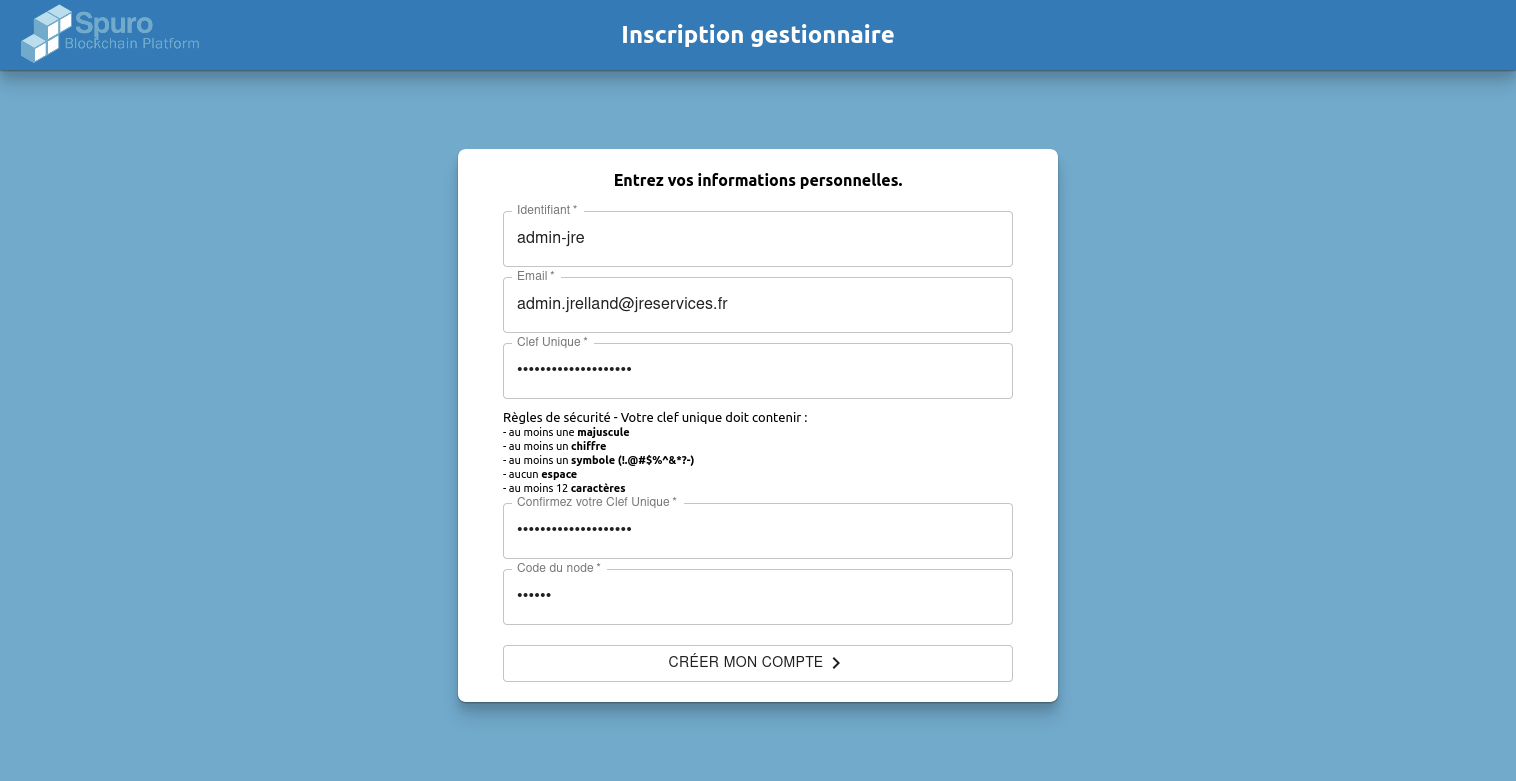 Spuro
Blockchain Platform
Inscription gestionnaire
Entrez vos informations personnelles.
Identifiant *
admin-jre
Email *
admin.jrelland@jreservices.fr
Clef Unique *
••••••••••••••••••••
Règles de sécurité - Votre clef unique doit contenir :
- au moins une majuscule
- au moins un chiffre
- au moins un symbole (!.@#$%^&*?-)
- aucun espace
- au moins 12 caractères
Confirmez votre Clef Unique *
••••••••••••••••••••
Code du node *
••••••
CRÉER MON COMPTE